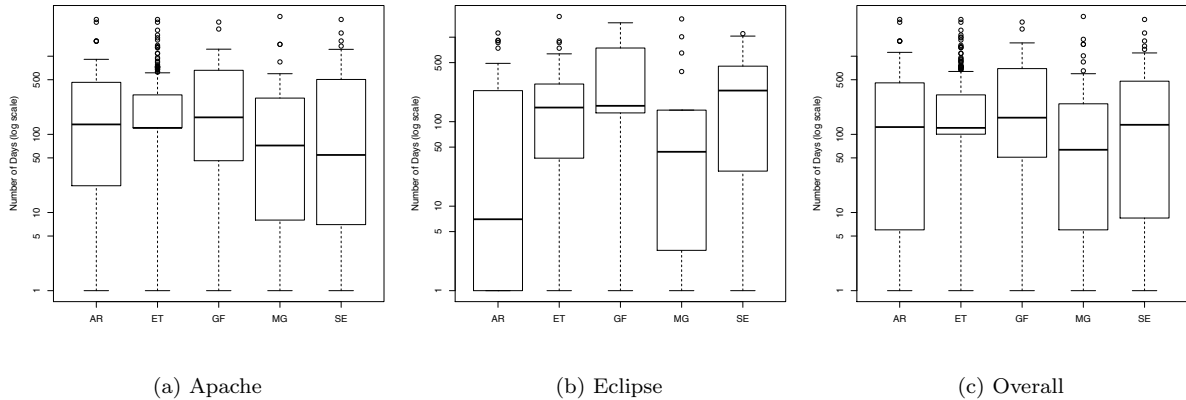 Number of Days (log scale)
500
100
50
10
5
1
AR ET GF MG SE
(a) Apache
Number of Days (log scale)
500
100
50
10
5
1
AR ET GF MG SE
(b) Eclipse
Number of Days (log scale)
500
100
50
10
5
1
AR ET GF MG SE
(c) Overall